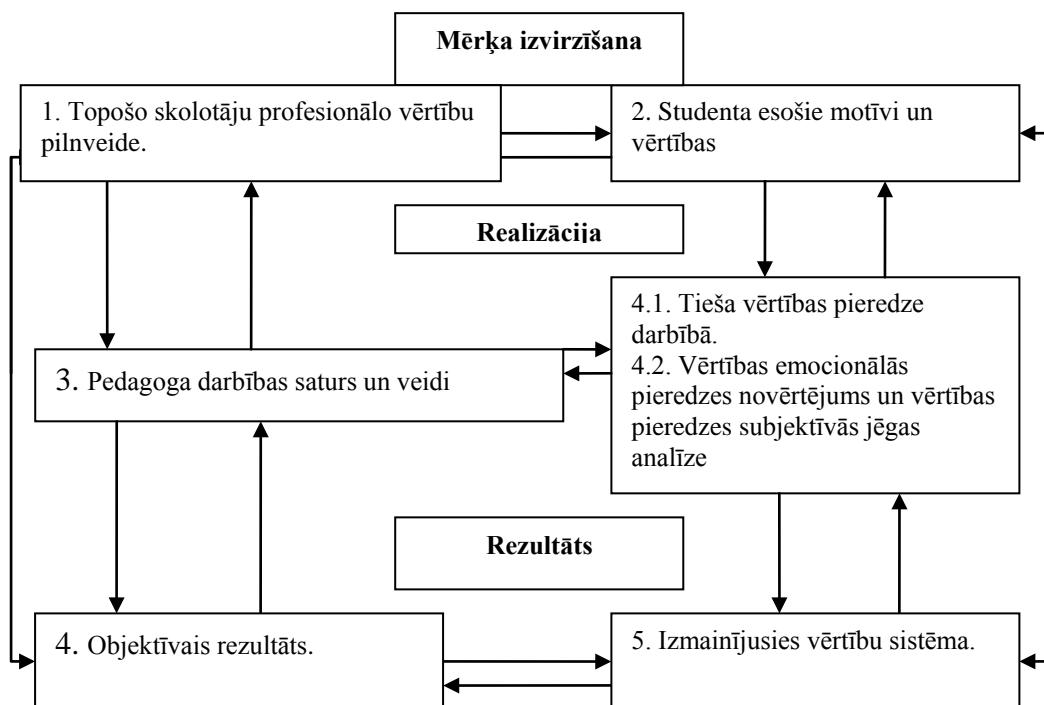 Mērķa izvirzīšana
1. Topošo skolotāju profesionālo vērtību
pilnveide.
2. Studenta esošie motīvi un
vērtības
Realizācija
4.1. Tieša vērtības pieredze
darbībā.
4.2. Vērtības emocionālās
pieredzes novērtējums un vērtības
pieredzes subjektīvās jēgas
analīze
3. Pedagoga darbības saturs un veidi
Rezultāts
4. Objektīvais rezultāts.
5. Izmainījusies vērtību sistēma.